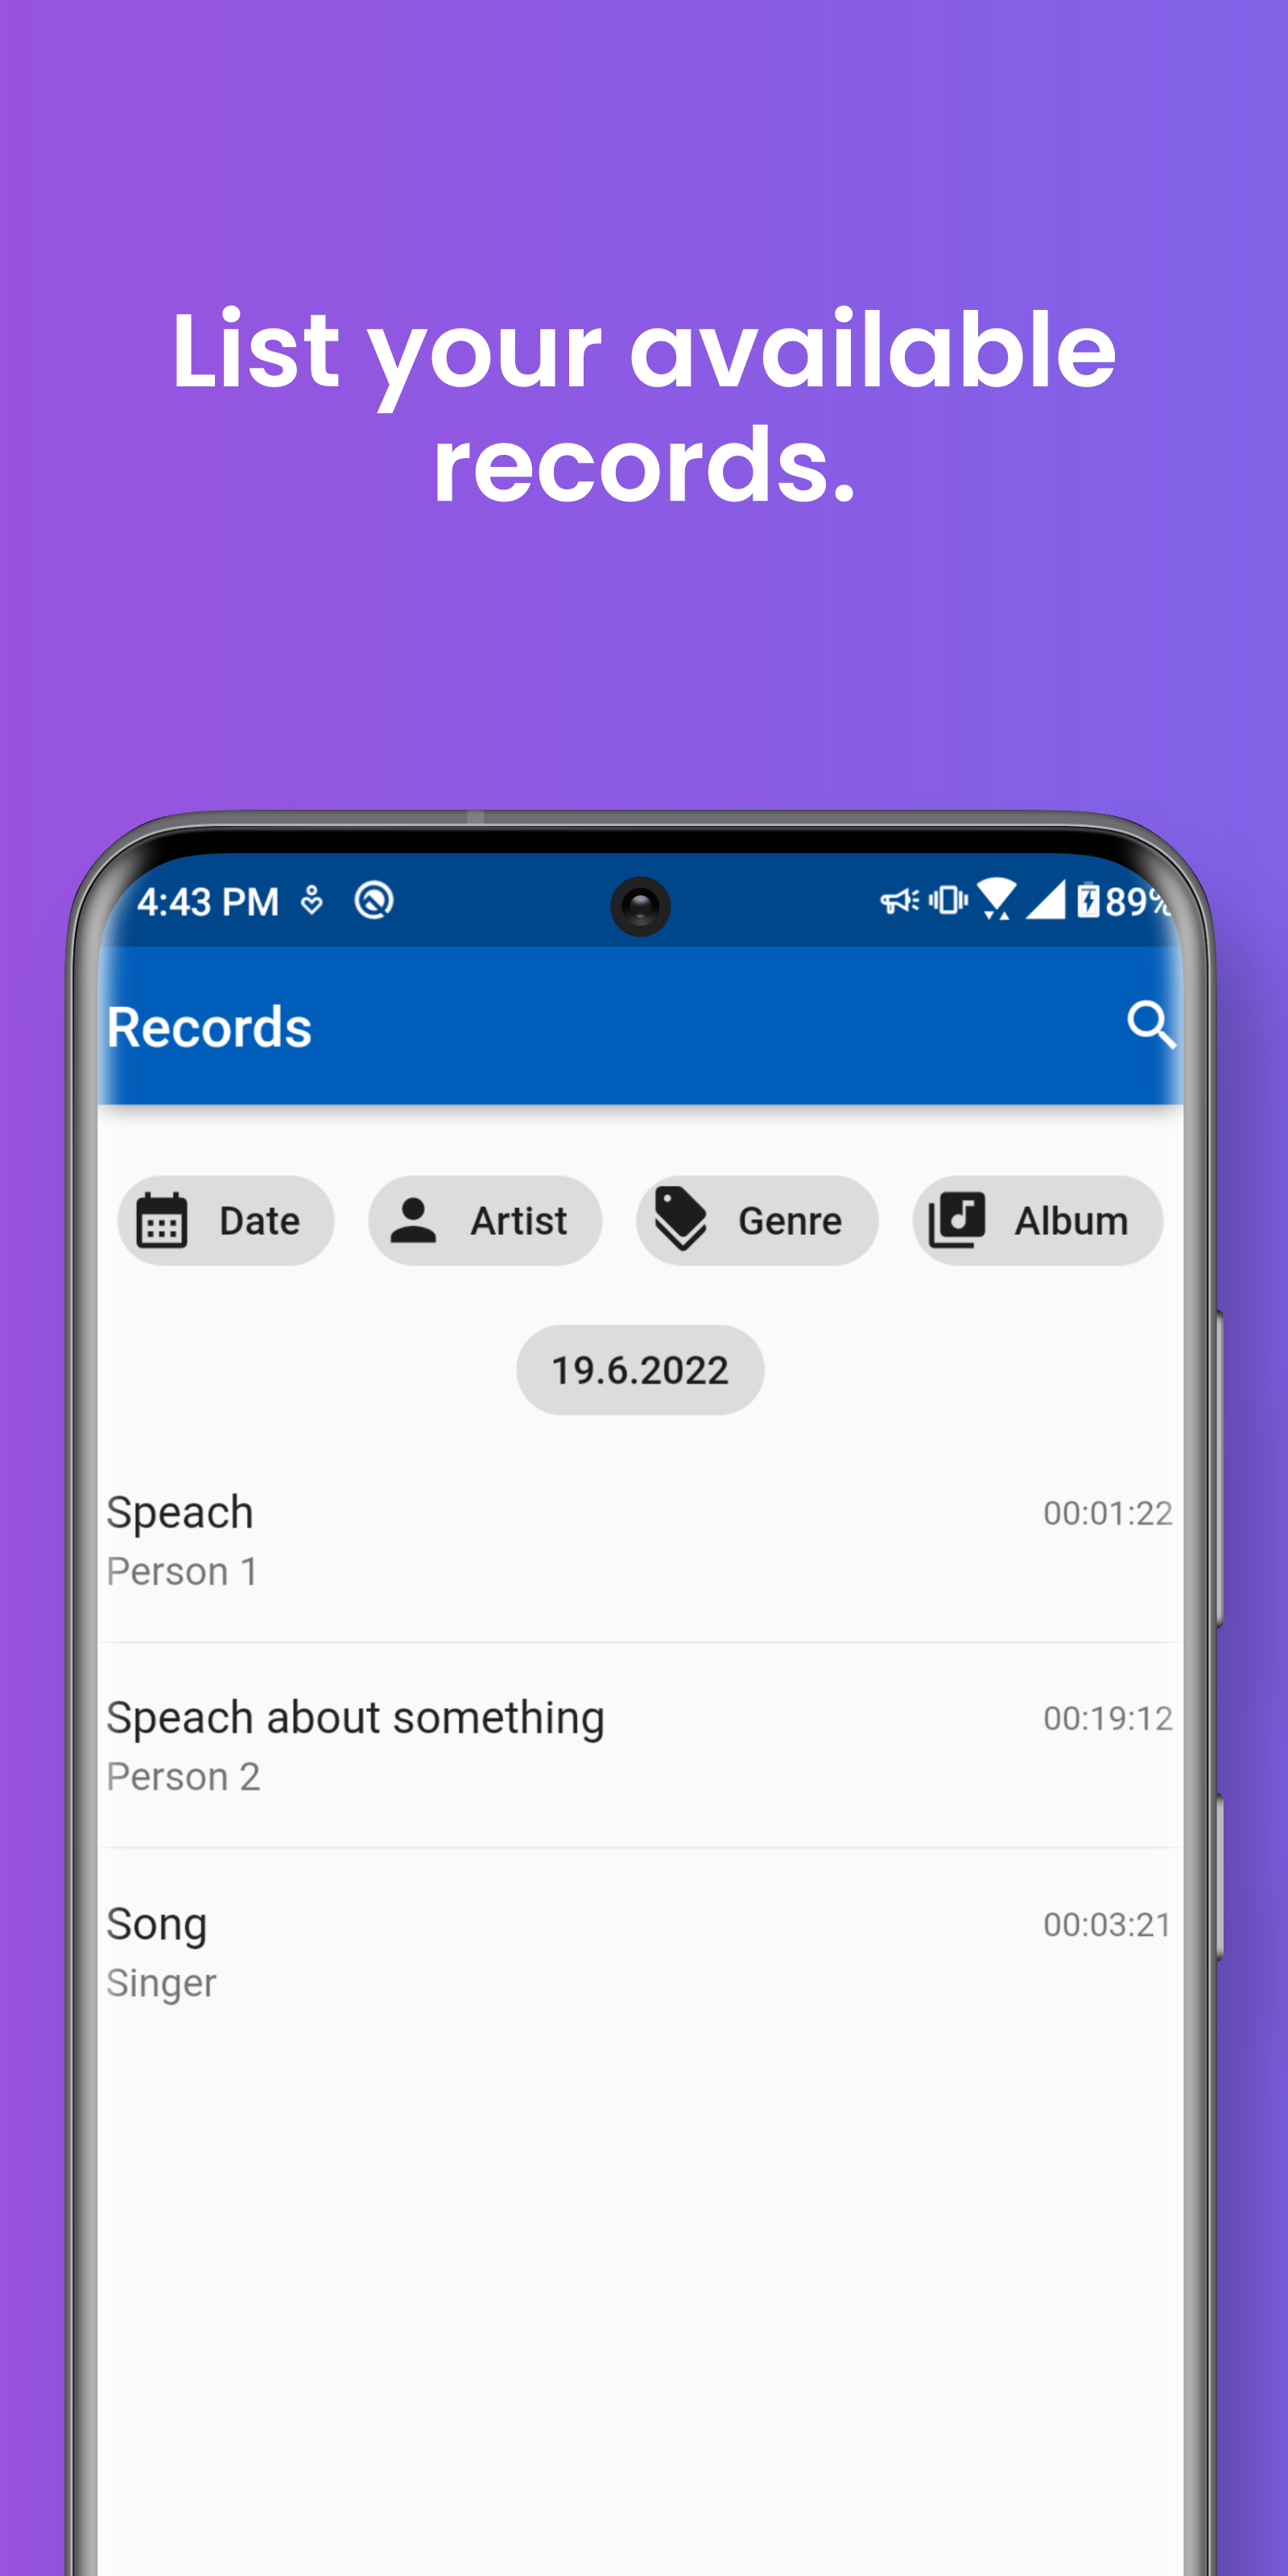 List your available
records.
4:43 PM
89%
Records
Date Artist Genre Album
19.6.2022
Speach 00:01:22
Person 1
Speach about something 00:19:12
Person 2
Song 00:03:21
Singer